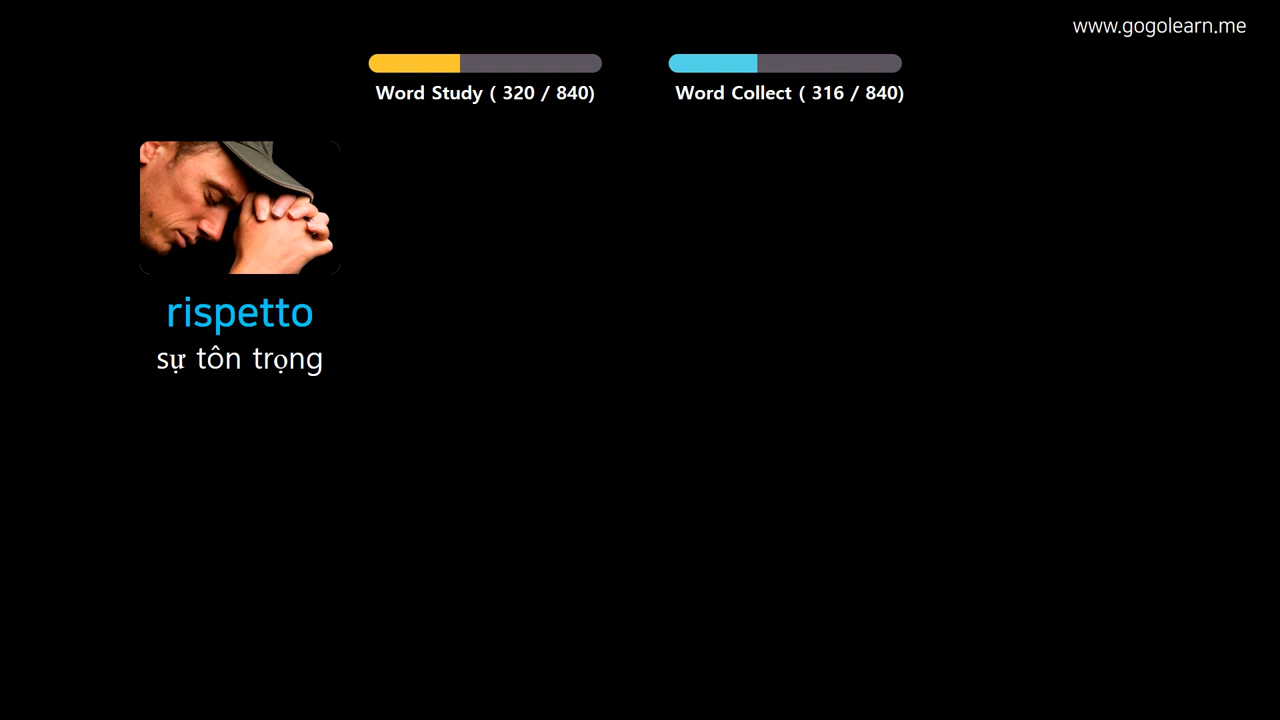 www.gogolearn.me
Word Study ( 320 / 840)
Word Collect ( 316 / 840)
rispetto
sự tôn trọng